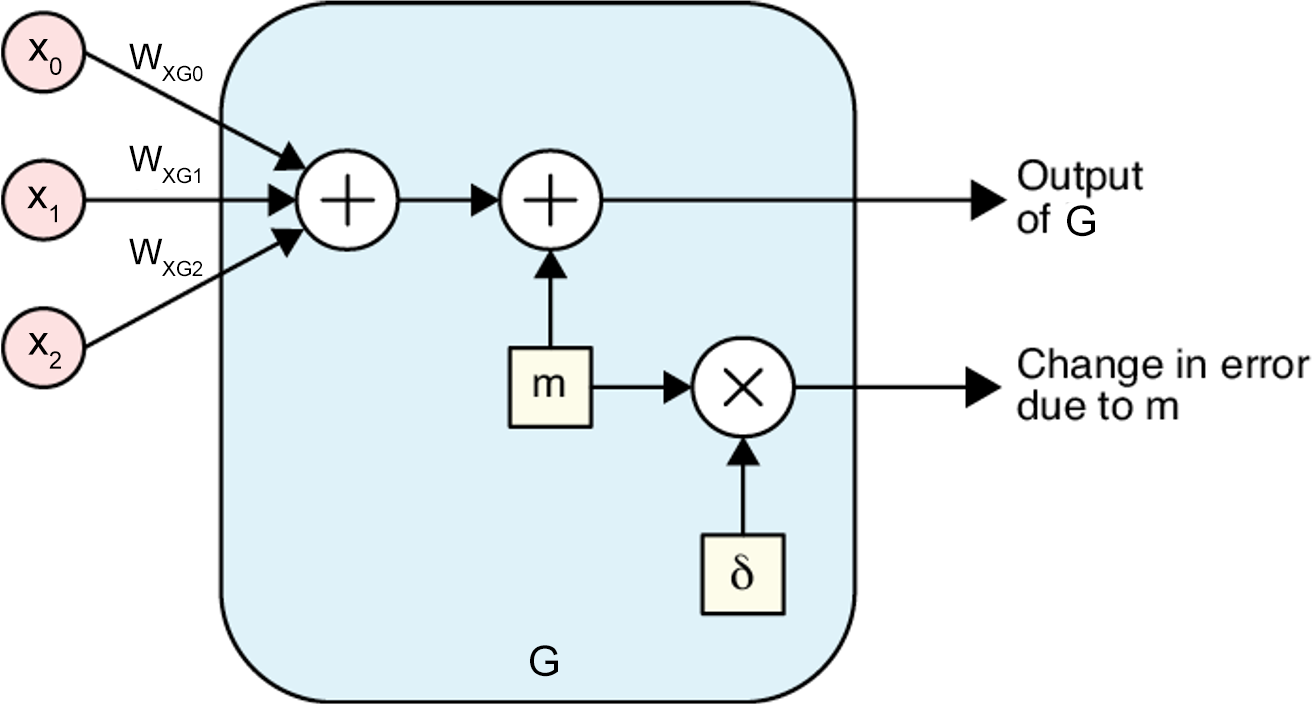 x0
WXG0
x1
WXG1
x2
WXG2
Output
of G
m
Change in error
due to m
δ
G